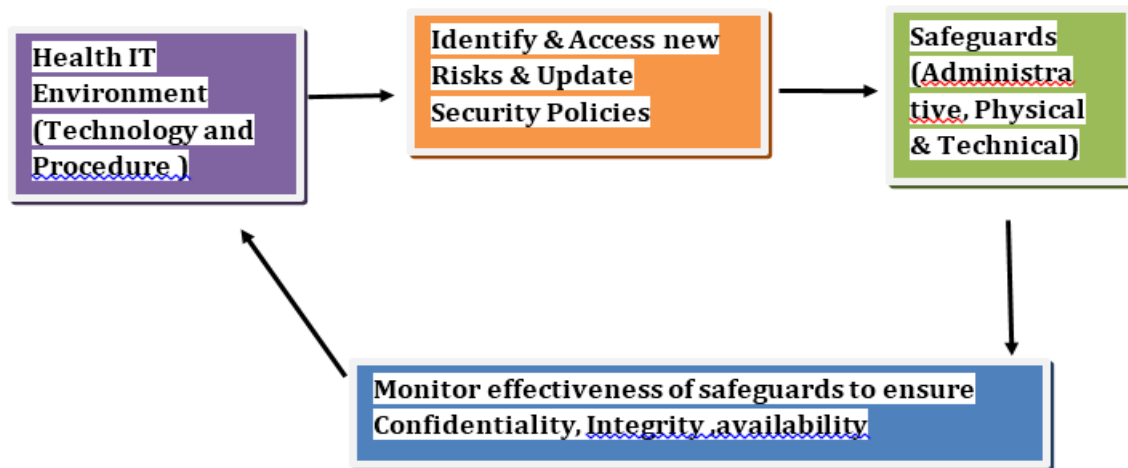 Health IT
Environment
(Technology and
Procedure )
Identify & Access new
Risks & Update
Security Policies
Safeguards
(Administra
tive, Physical
& Technical)
Monitor effectiveness of safeguards to ensure
Confidentiality, Integrity ,availability